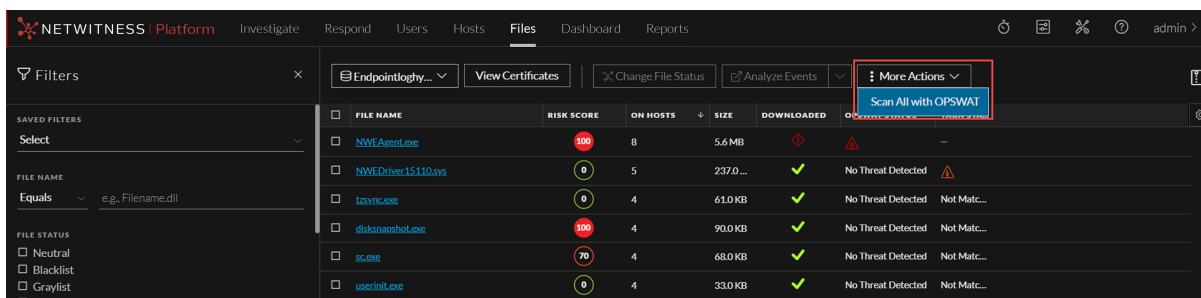 NETWITNESS | Platform Investigate Respond Users Hosts Files Dashboard Reports admin >
Filters × Endpointloghy... View Certificates Change File Status Analyze Events More Actions
Scan All with OPSWAT
SAVED FILTERS
Select
FILE NAME RISK SCORE ON HOSTS SIZE DOWNLOADED OPSWAT STATUS
NWEAgent.exe 100 8 5.6 MB –
FILE NAME
NWEDriver15110.sys 0 5 237.0 ... No Threat Detected
Equals e.g., Filename.dll
tzsync.exe 0 4 61.0 KB No Threat Detected Not Matc...
FILE STATUS
disksnapshot.exe 100 4 90.0 KB No Threat Detected Not Matc...
Neutral
sc.exe 70 4 68.0 KB No Threat Detected Not Matc...
Blacklist
Graylist
userinit.exe 0 4 33.0 KB No Threat Detected Not Matc...